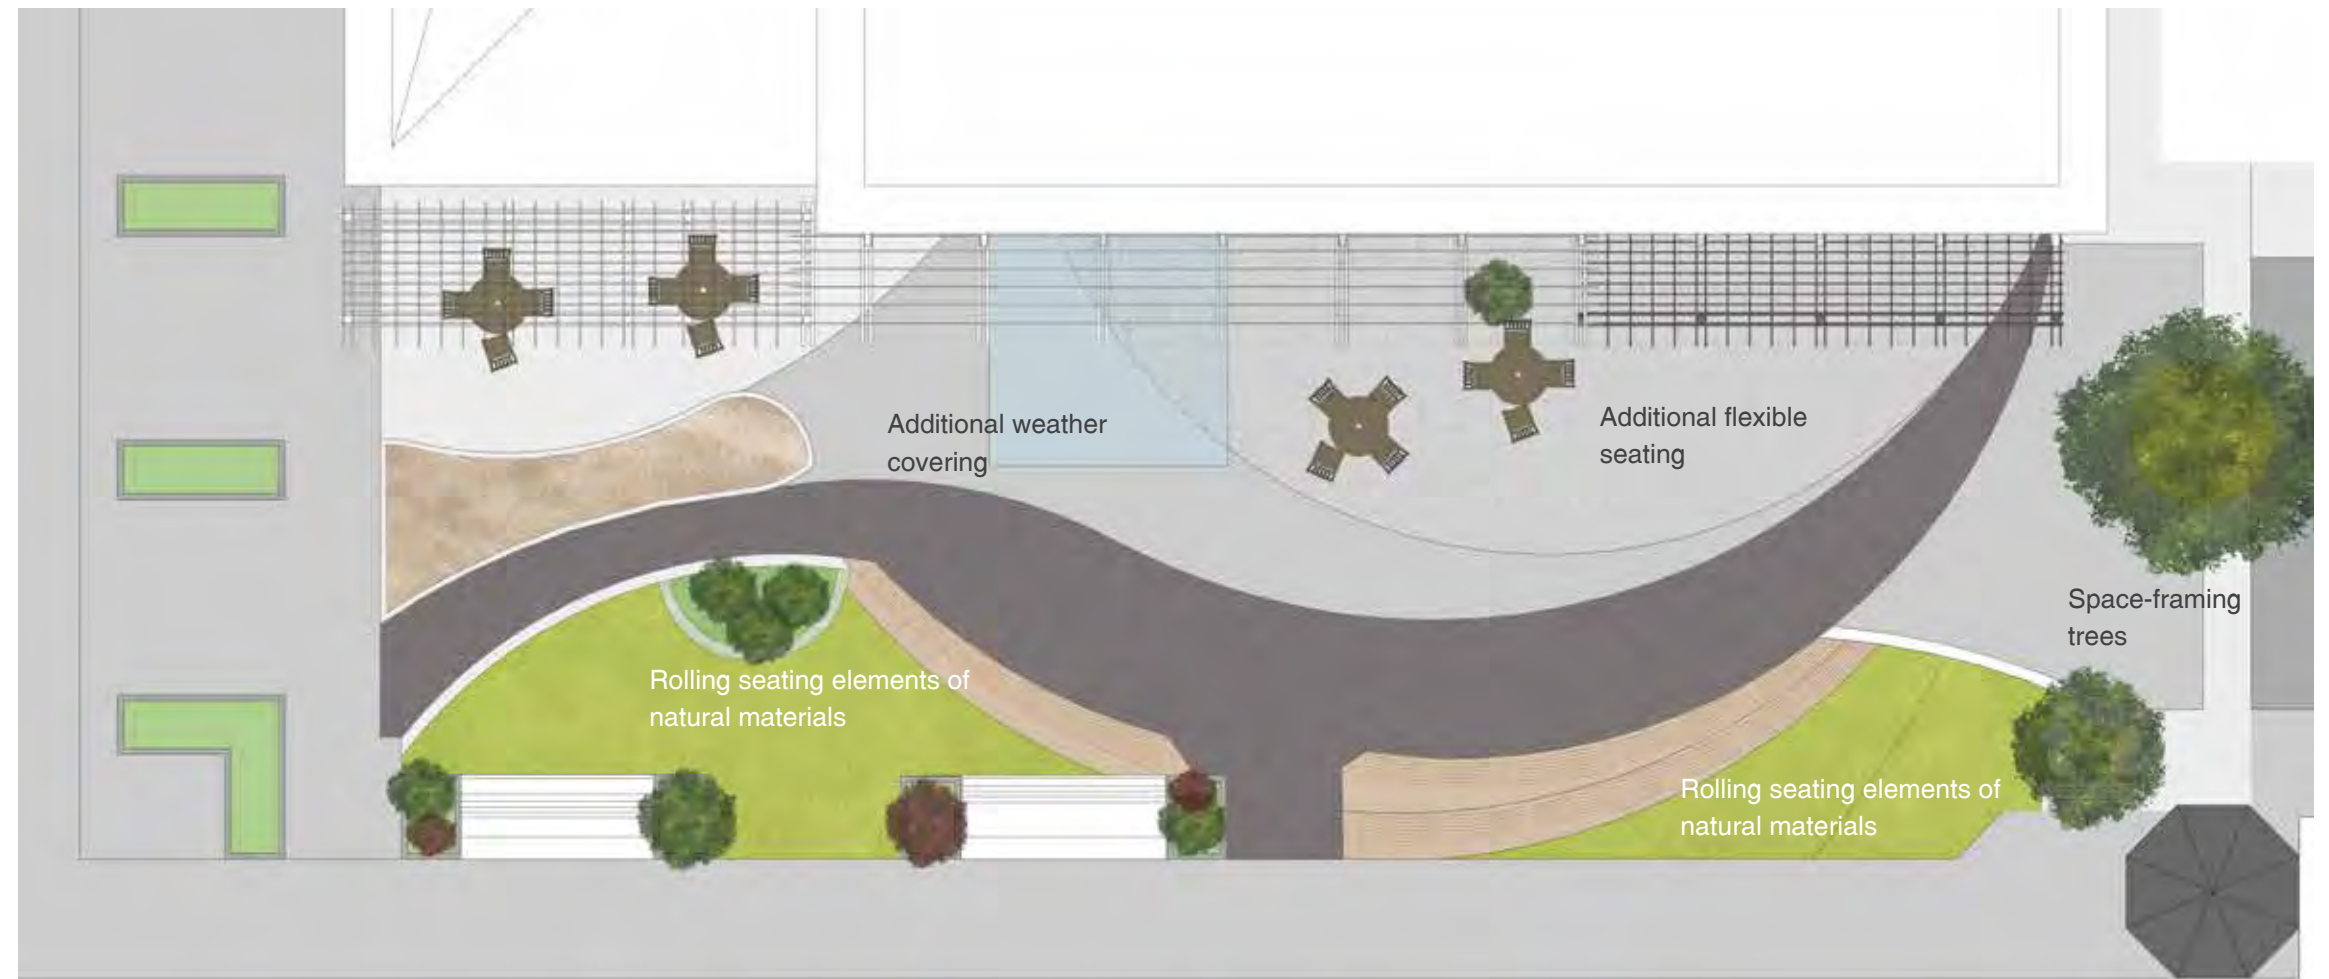 Additional weather
covering
Additional flexible
seating
Space-framing
trees
Rolling seating elements of
natural materials
Rolling seating elements of
natural materials